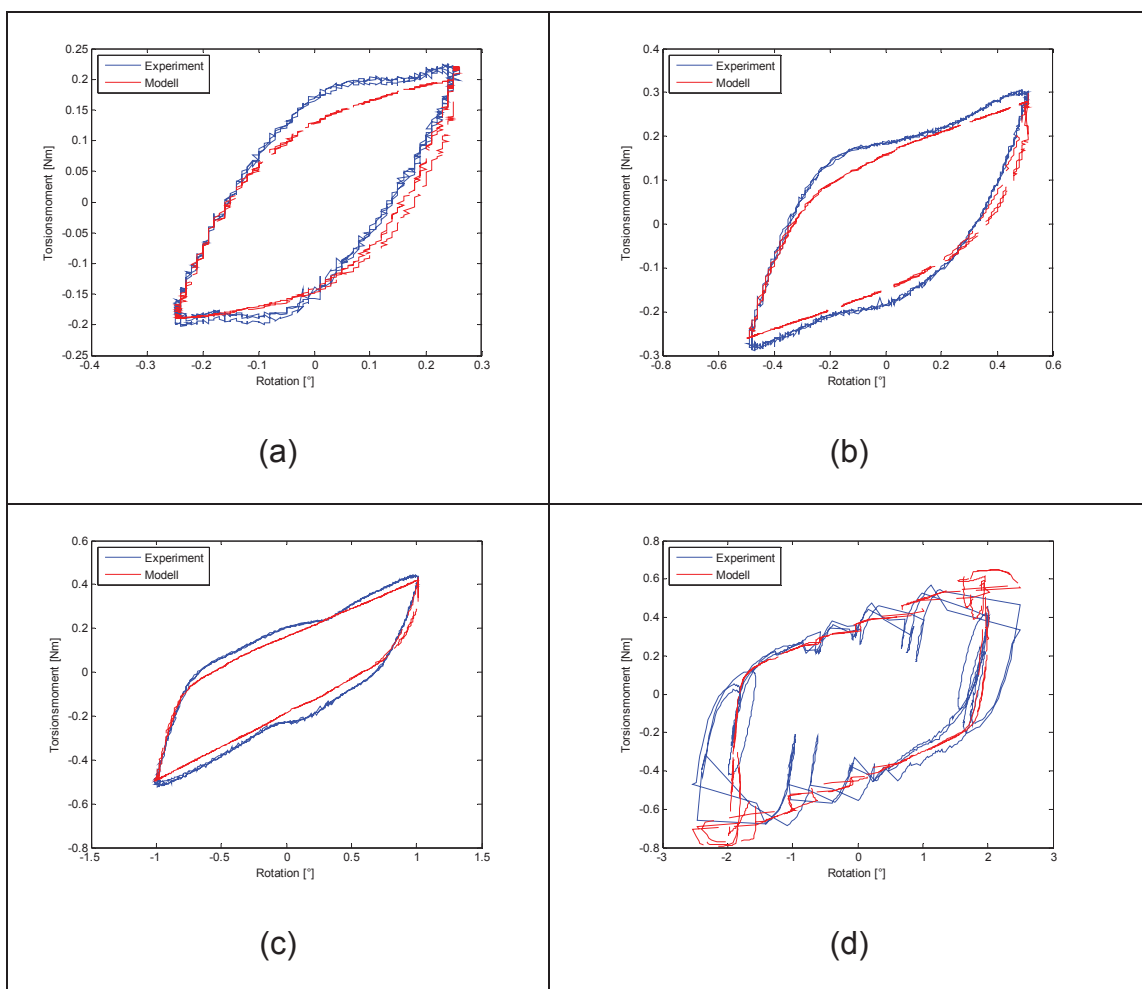 0.25
0.2
0.15
0.1
0.05
0
-0.05
-0.1
-0.15
-0.2
-0.25
Torsionsmoment [Nm]
Experiment
Modell
-0.4 -0.3 -0.2 -0.1 0 0.1 0.2 0.3
Rotation [°]
(a)
0.4
0.3
0.2
0.1
0
-0.1
-0.2
-0.3
Torsionsmoment [Nm]
Experiment
Modell
-0.8 -0.6 -0.4 -0.2 0 0.2 0.4 0.6
Rotation [°]
(b)
0.6
0.4
0.2
0
-0.2
-0.4
-0.6
-0.8
Torsionsmoment [Nm]
Experiment
Modell
-1.5 -1 -0.5 0 0.5 1 1.5
Rotation [°]
(c)
0.8
0.6
0.4
0.2
0
-0.2
-0.4
-0.6
-0.8
Torsionsmoment [Nm]
Experiment
Modell
-3 -2 -1 0 1 2 3
Rotation [°]
(d)